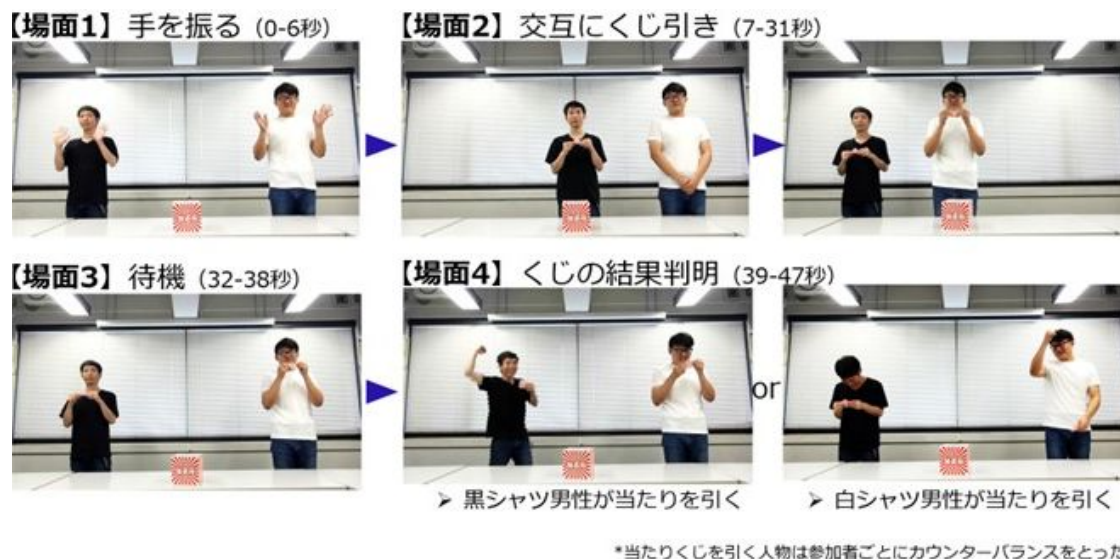 【場面1】手を振る (0-6秒)
【場面2】交互にくじ引き (7-31秒)
【場面3】待機 (32-38秒)
【場面4】くじの結果判明 (39-47秒)
or
➢ 黒シャツ男性が当たりを引く
➢ 白シャツ男性が当たりを引く
*当たりくじを引く人物は参加者ごとにカウンターバランスをとった